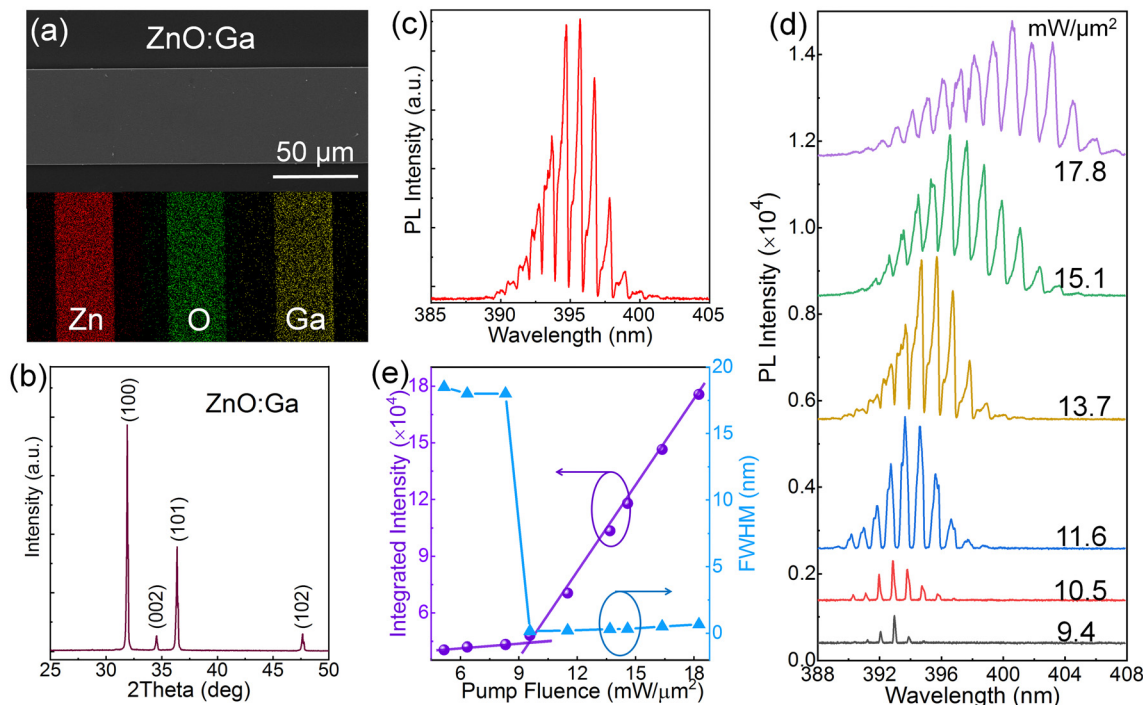 (a)
ZnO:Ga
50 μm
Zn
O
Ga
(b)
ZnO:Ga
(100)
(002)
(101)
(102)
Intensity (a.u.)
25 30 35 40 45 50
2Theta (deg)
(c)
PL Intensity (a.u.)
385 390 395 400 405
Wavelength (nm)
(e)
Integrated Intensity (×10⁴)
18
15
12
9
6
4
20
15
10
5
0
FWHM (nm)
6 9 12 15 18
Pump Fluence (mW/μm²)
(d)
mW/μm²
PL Intensity (×10⁴)
1.4
1.2
1.0
0.8
0.6
0.4
0.2
0.0
17.8
15.1
13.7
11.6
10.5
9.4
388 392 396 400 404 408
Wavelength (nm)